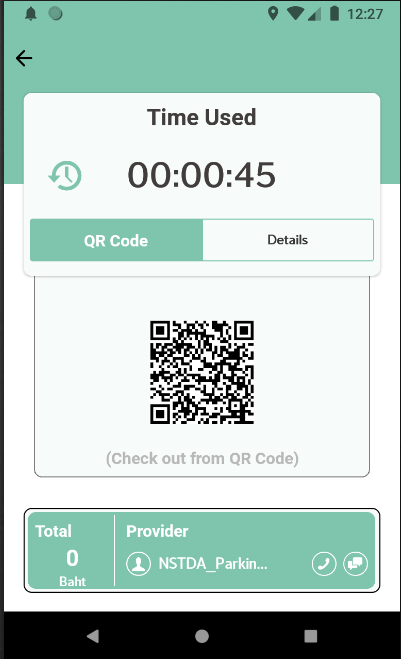 12:27
Time Used
00:00:45
QR Code
Details
(Check out from QR Code)
Total
0
Baht
Provider
NSTDA_Parkin...